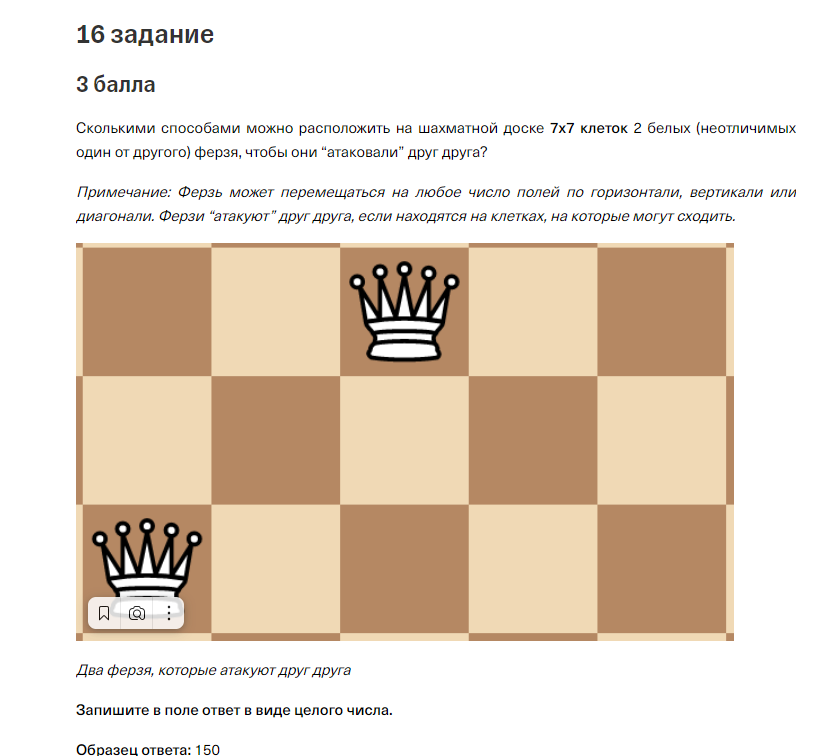 16 задание
3 балла
Сколькими способами можно расположить на шахматной доске 7x7 клеток 2 белых (неотличимых
один от другого) ферзя, чтобы они “атаковали” друг друга?
Примечание: Ферзь может перемещаться на любое число полей по горизонтали, вертикали или
диагонали. Ферзи “атакуют” друг друга, если находятся на клетках, на которые могут сходить.
Два ферзя, которые атакуют друг друга
Запишите в поле ответ в виде целого числа.
Образец ответа: 150